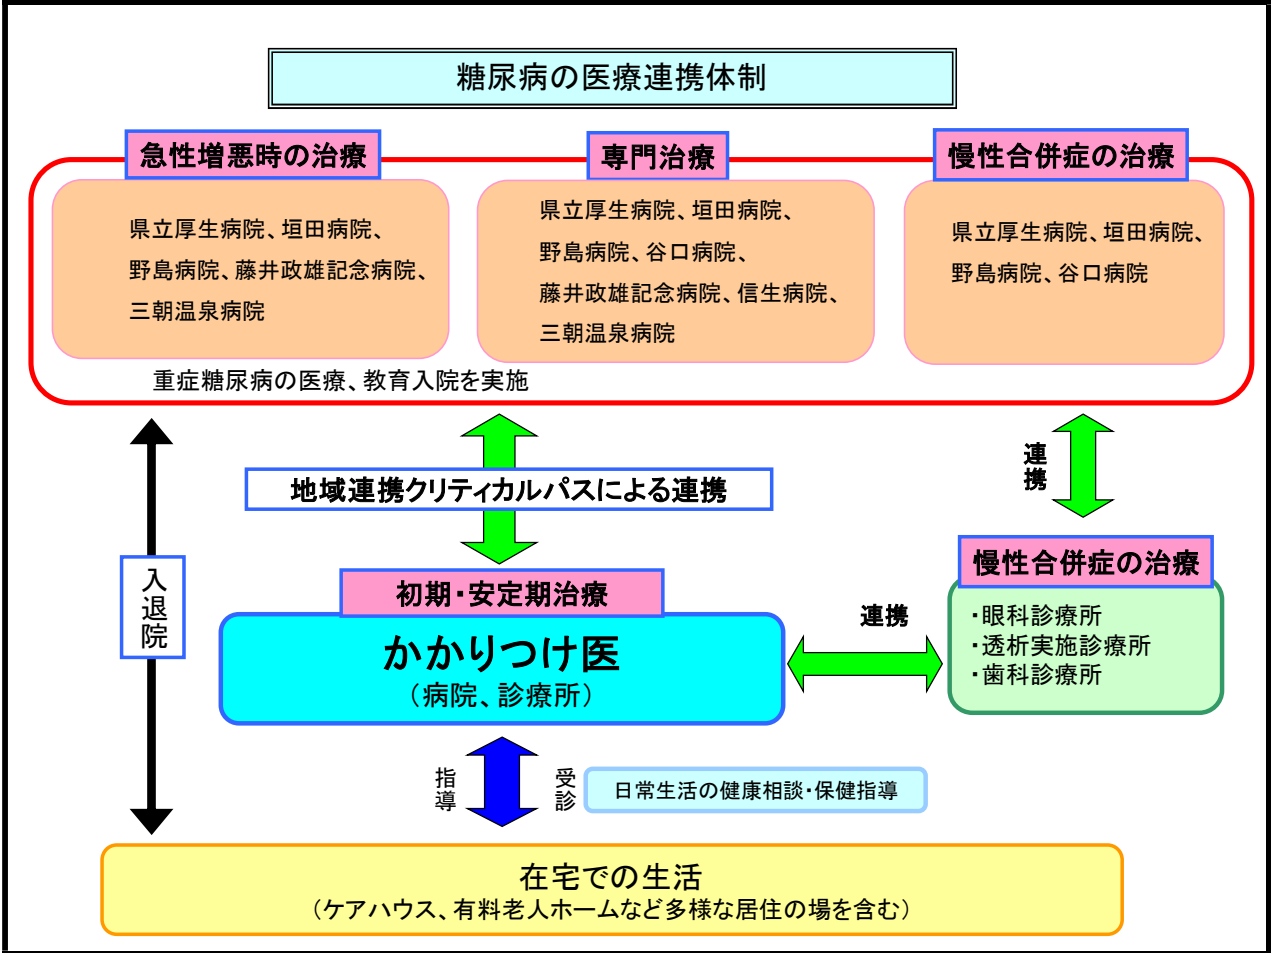 糖尿病の医療連携体制
急性増悪時の治療
県立厚生病院、垣田病院、
野島病院、藤井政雄記念病院、
三朝温泉病院
専門治療
県立厚生病院、垣田病院、
野島病院、谷口病院、
藤井政雄記念病院、信生病院、
三朝温泉病院
慢性合併症の治療
県立厚生病院、垣田病院、
野島病院、谷口病院
重症糖尿病の医療、教育入院を実施
地域連携クリティカルパスによる連携
連携
入退院
初期・安定期治療
かかりつけ医
（病院、診療所）
連携
慢性合併症の治療
・眼科診療所
・透析実施診療所
・歯科診療所
指導
受診
日常生活の健康相談・保健指導
在宅での生活
（ケアハウス、有料老人ホームなど多様な居住の場を含む）